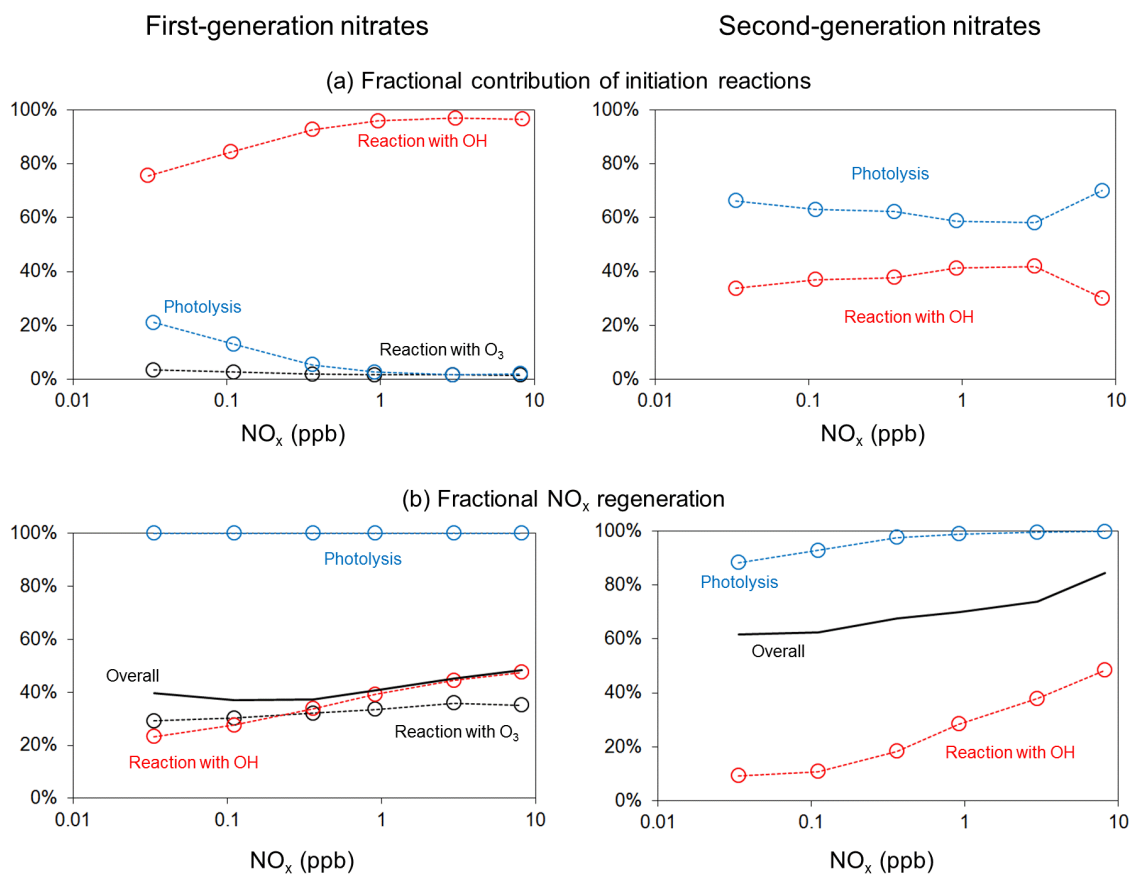 First-generation nitrates
Second-generation nitrates
(a) Fractional contribution of initiation reactions
100%
80%
60%
40%
20%
0%
0.01
0.1
1
10
Reaction with OH
Photolysis
Reaction with O₃
NOₓ (ppb)
100%
80%
60%
40%
20%
0%
0.01
0.1
1
10
Photolysis
Reaction with OH
NOₓ (ppb)
(b) Fractional NOₓ regeneration
100%
80%
60%
40%
20%
0%
0.01
0.1
1
10
Photolysis
Overall
Reaction with O₃
Reaction with OH
NOₓ (ppb)
100%
80%
60%
40%
20%
0%
0.01
0.1
1
10
Photolysis
Overall
Reaction with OH
NOₓ (ppb)